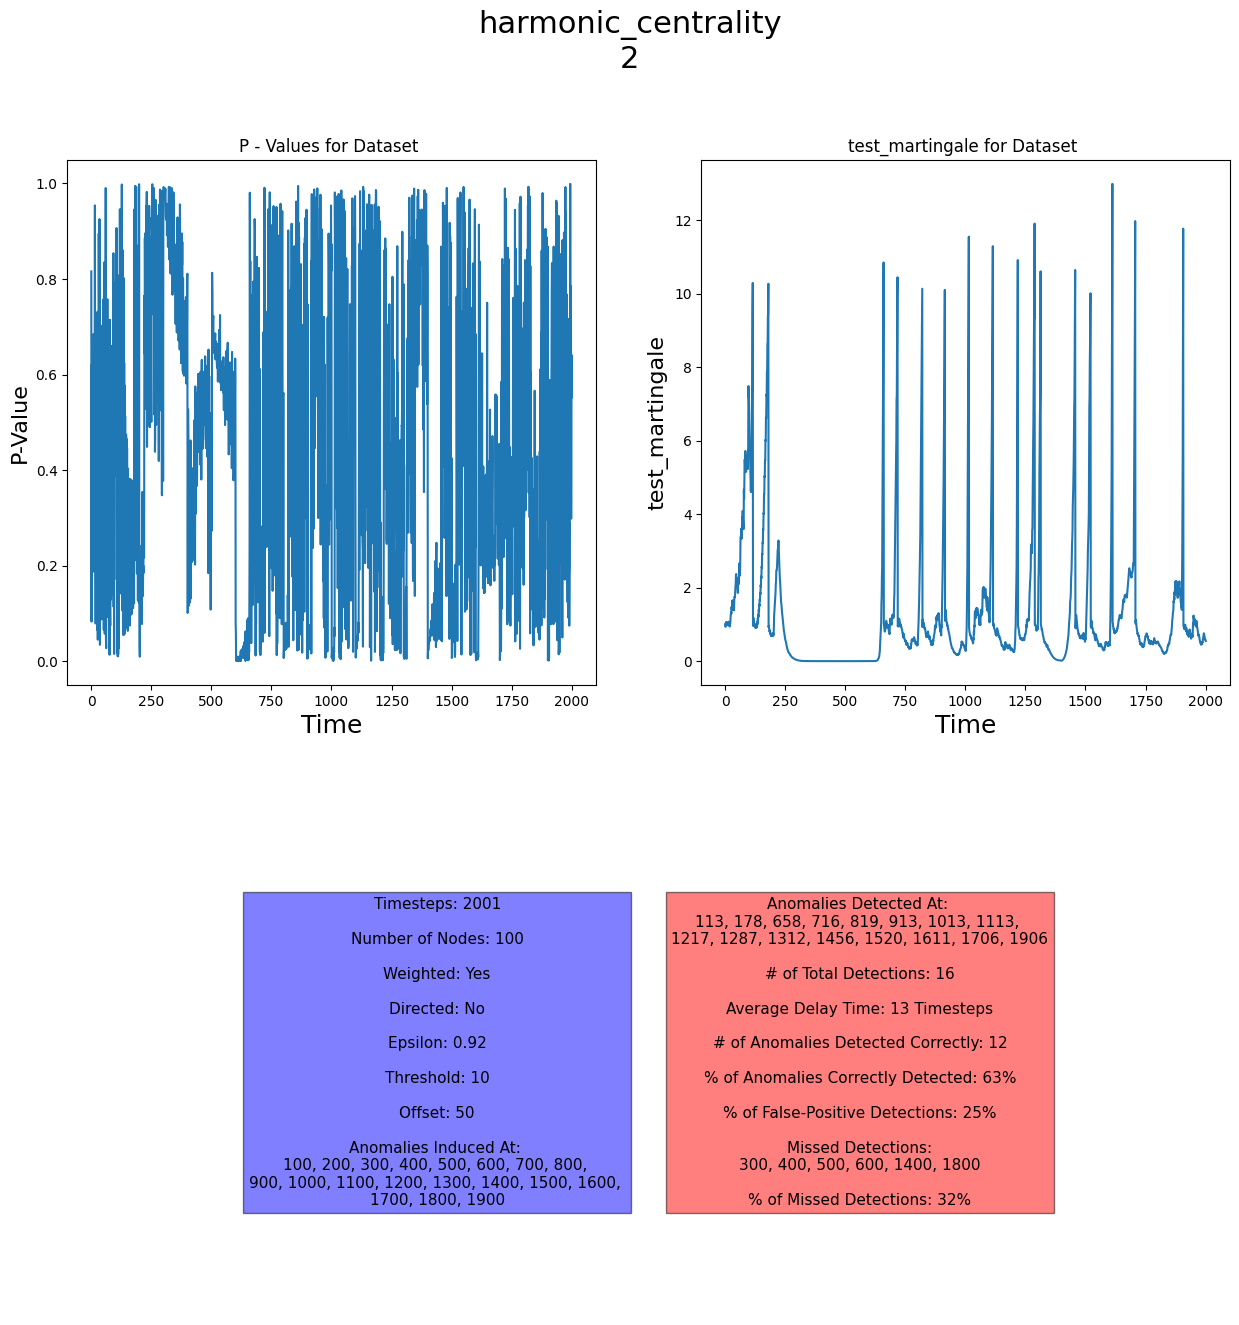 harmonic_centrality
2
P - Values for Dataset
P-Value
1.0
0.8
0.6
0.4
0.2
0.0
0 250 500 750 1000 1250 1500 1750 2000
Time
test_martingale for Dataset
test_martingale
12
10
8
6
4
2
0
0 250 500 750 1000 1250 1500 1750 2000
Time
Timesteps: 2001
Number of Nodes: 100
Weighted: Yes
Directed: No
Epsilon: 0.92
Threshold: 10
Offset: 50
Anomalies Induced At:
100, 200, 300, 400, 500, 600, 700, 800,
900, 1000, 1100, 1200, 1300, 1400, 1500, 1600,
1700, 1800, 1900
Anomalies Detected At:
113, 178, 658, 716, 819, 913, 1013, 1113,
1217, 1287, 1312, 1456, 1520, 1611, 1706, 1906
# of Total Detections: 16
Average Delay Time: 13 Timesteps
# of Anomalies Detected Correctly: 12
% of Anomalies Correctly Detected: 63%
% of False-Positive Detections: 25%
Missed Detections:
300, 400, 500, 600, 1400, 1800
% of Missed Detections: 32%